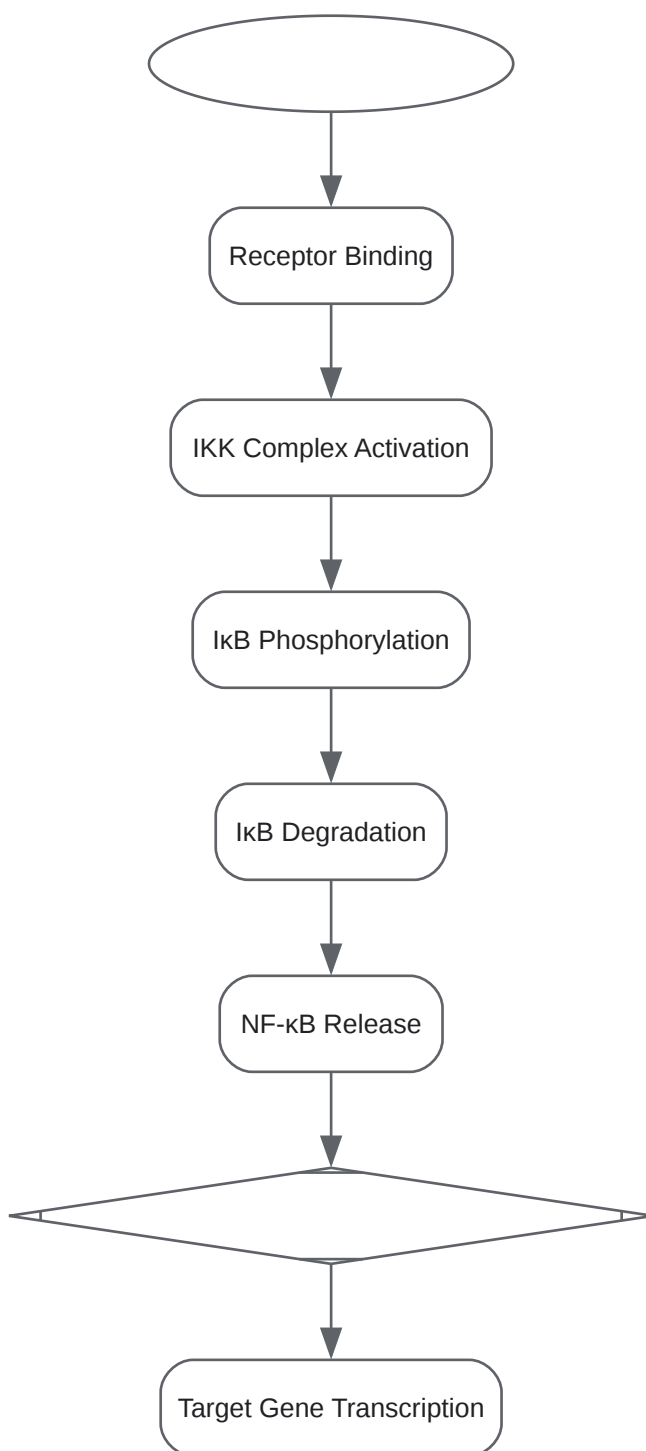 Receptor Binding
IKK Complex Activation
IκB Phosphorylation
IκB Degradation
NF-κB Release
Target Gene Transcription